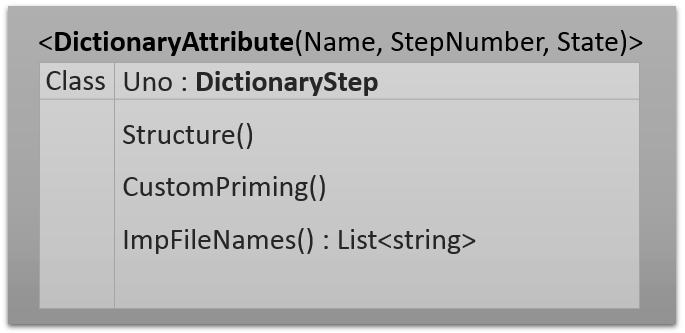 <DictionaryAttribute(Name, StepNumber, State)>
Class Uno : DictionaryStep
Structure()
CustomPriming()
ImpFileNames() : List<string>